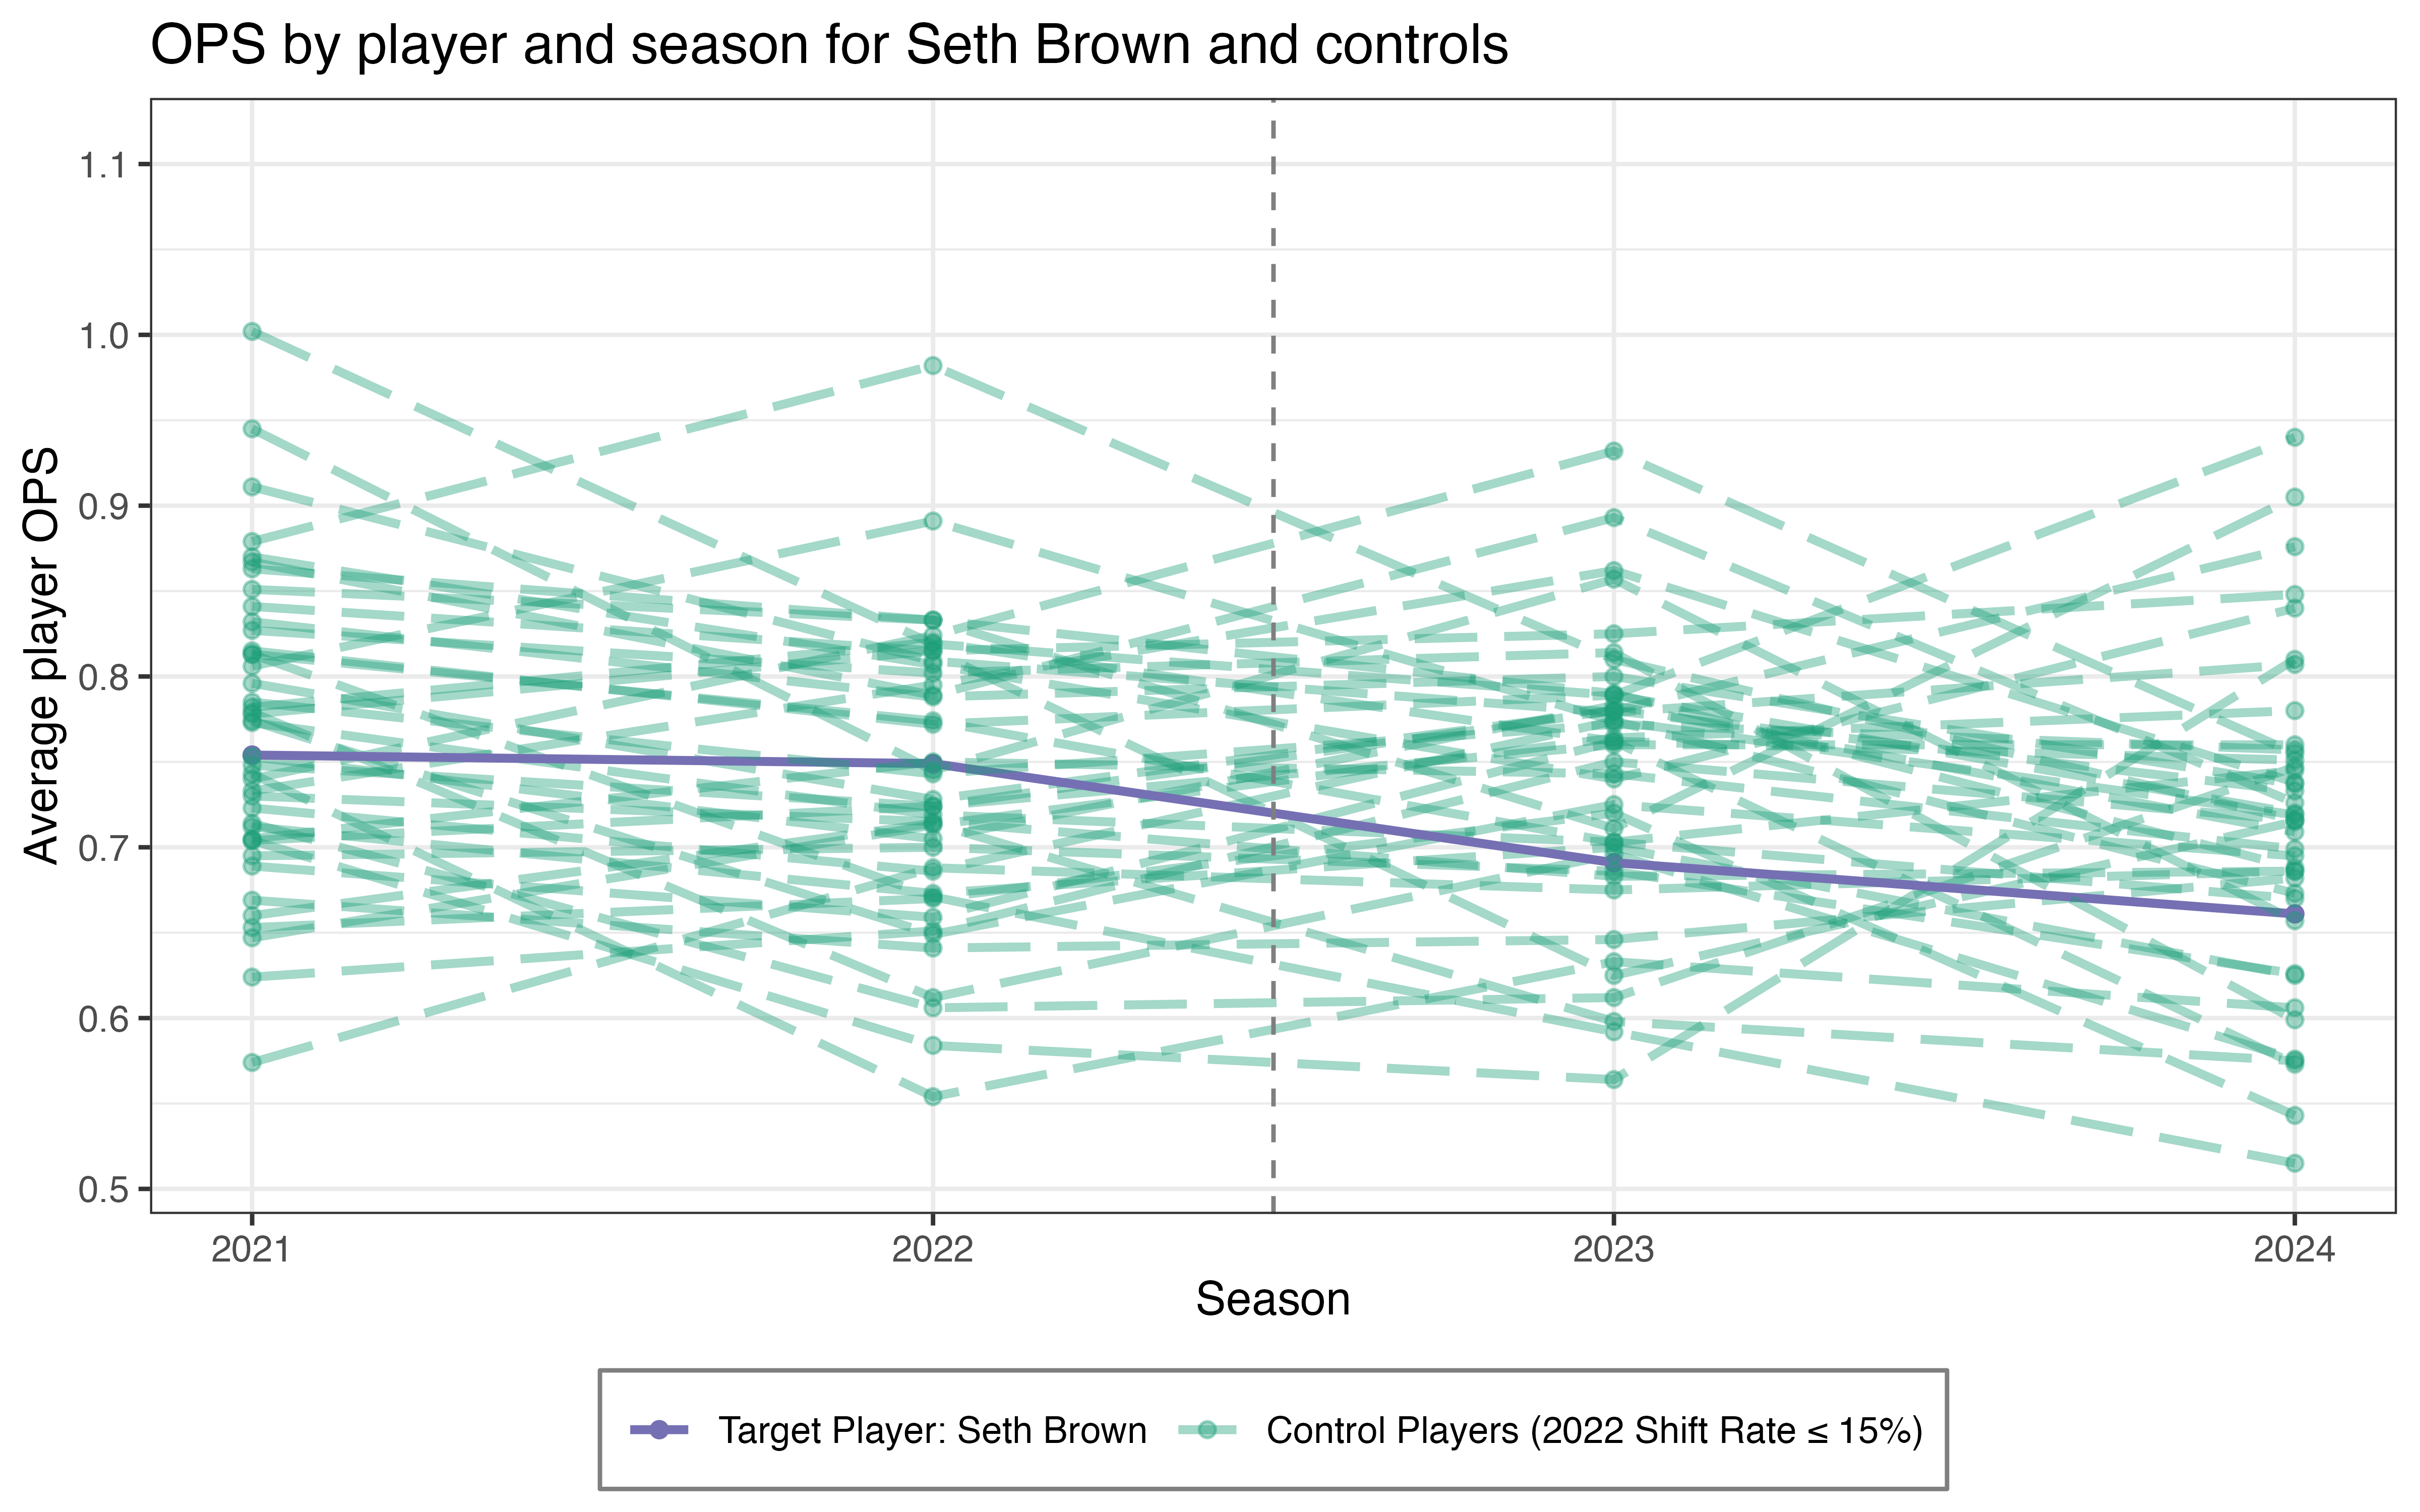 OPS by player and season for Seth Brown and controls
Average player OPS
1.1
1.0
0.9
0.8
0.7
0.6
0.5
2021
2022
2023
2024
Season
Target Player: Seth Brown
Control Players (2022 Shift Rate ≤ 15%)